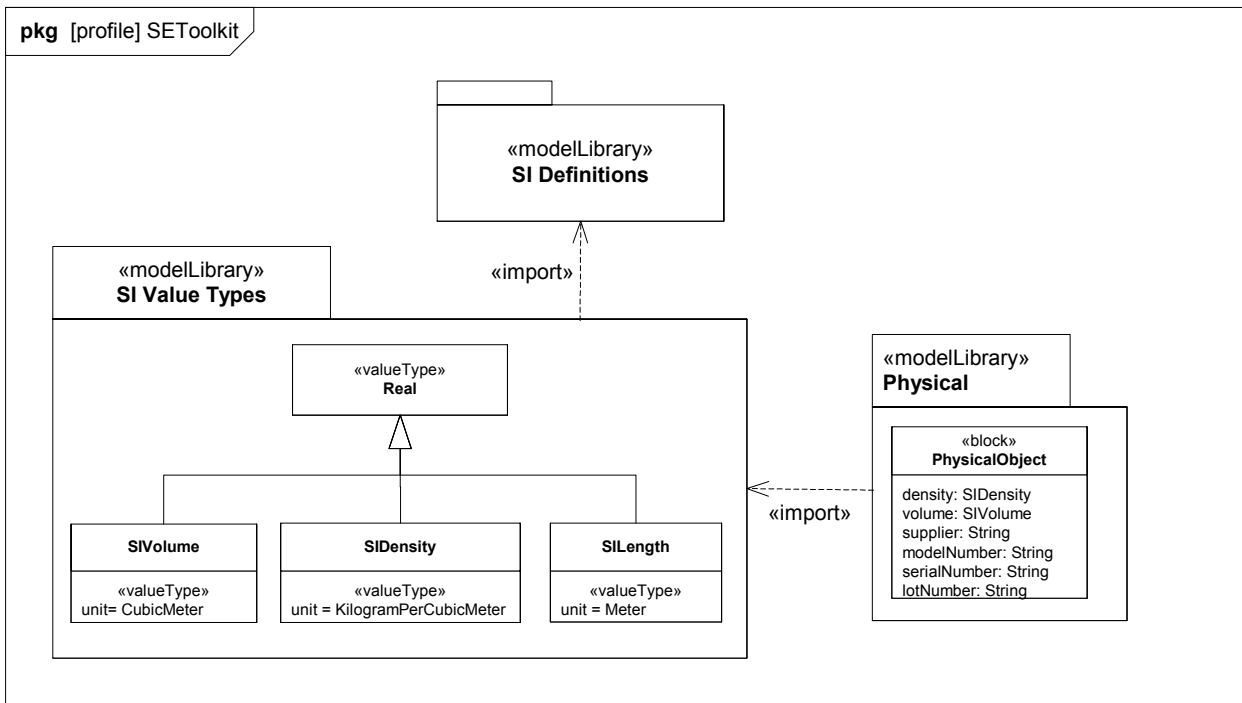 pkg [profile] SEToolkit
«modelLibrary»
SI Definitions
«import»
«modelLibrary»
SI Value Types
«valueType»
Real
SIVolume
«valueType»
unit= CubicMeter
SIDensity
«valueType»
unit = KilogramPerCubicMeter
SILength
«valueType»
unit = Meter
«import»
«modelLibrary»
Physical
«block»
PhysicalObject
density: SIDensity
volume: SIVolume
supplier: String
modelNumber: String
serialNumber: String
lotNumber: String